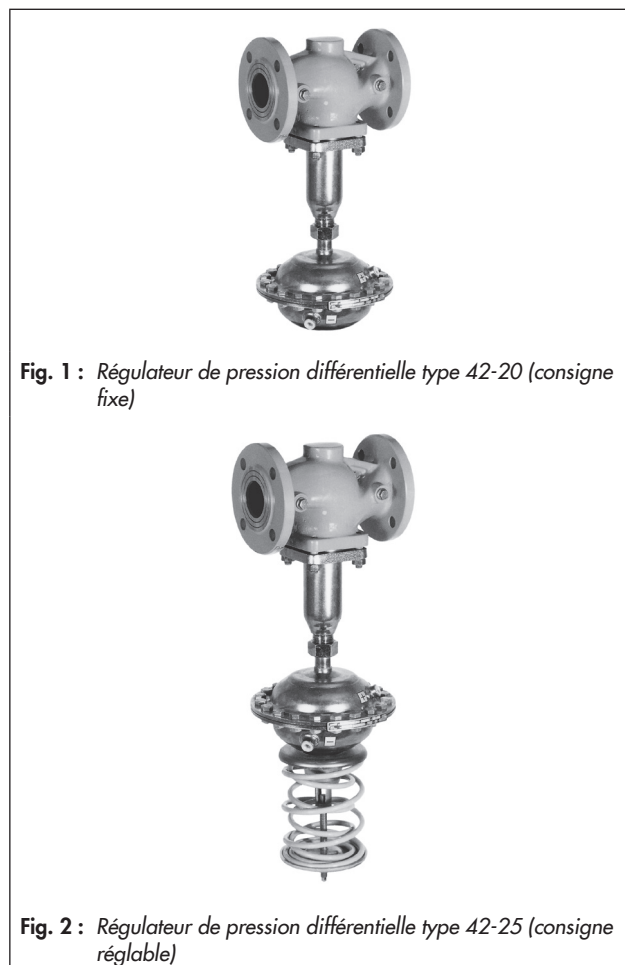 Fig. 1 : Régulateur de pression différentielle type 42-20 (consigne
fixe)
Fig. 2 : Régulateur de pression différentielle type 42-25 (consigne
réglable)